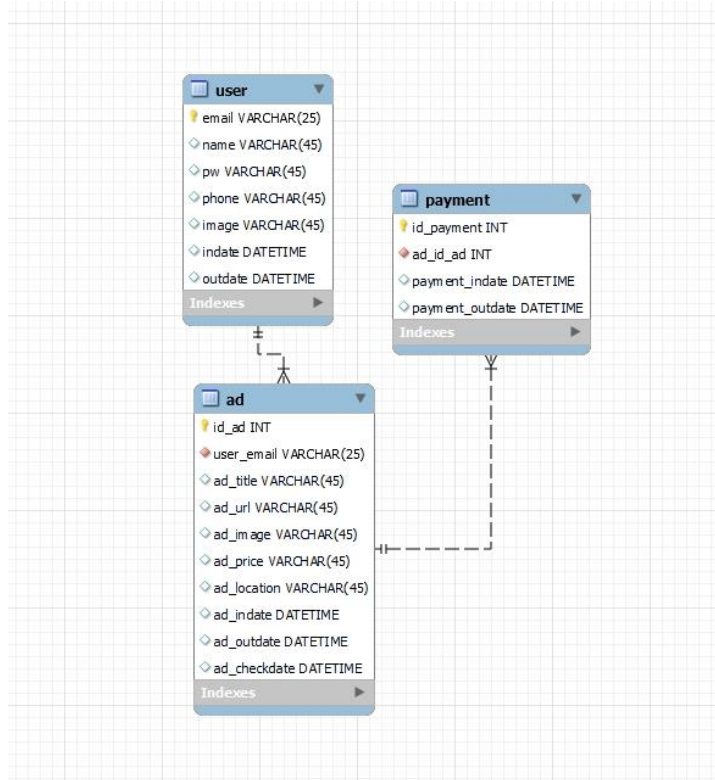 user
email VARCHAR(25)
name VARCHAR(45)
pw VARCHAR(45)
phone VARCHAR(45)
image VARCHAR(45)
indate DATETIME
outdate DATETIME
Indexes
payment
id_payment INT
ad_id_ad INT
payment_indate DATETIME
payment_outdate DATETIME
Indexes
ad
id_ad INT
user_email VARCHAR(25)
ad_title VARCHAR(45)
ad_url VARCHAR(45)
ad_image VARCHAR(45)
ad_price VARCHAR(45)
ad_location VARCHAR(45)
ad_indate DATETIME
ad_outdate DATETIME
ad_checkdate DATETIME
Indexes